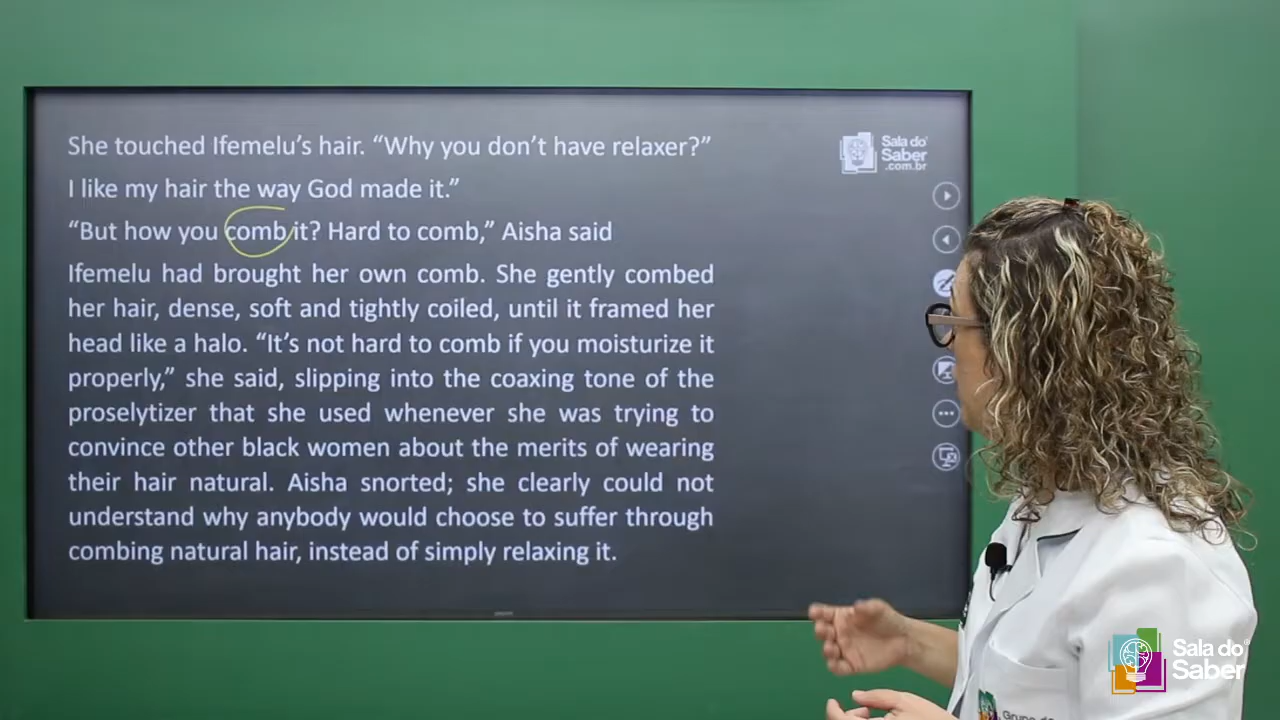 She touched Ifemelu’s hair. “Why you don’t have relaxer?”
I like my hair the way God made it.”
“But how you comb it? Hard to comb,” Aisha said
Ifemelu had brought her own comb. She gently combed
her hair, dense, soft and tightly coiled, until it framed her
head like a halo. “It’s not hard to comb if you moisturize it
properly,” she said, slipping into the coaxing tone of the
proselytizer that she used whenever she was trying to
convince other black women about the merits of wearing
their hair natural. Aisha snorted; she clearly could not
understand why anybody would choose to suffer through
combing natural hair, instead of simply relaxing it.
Sala do
Saber
.com.br
Sala do
Saber
Grupo